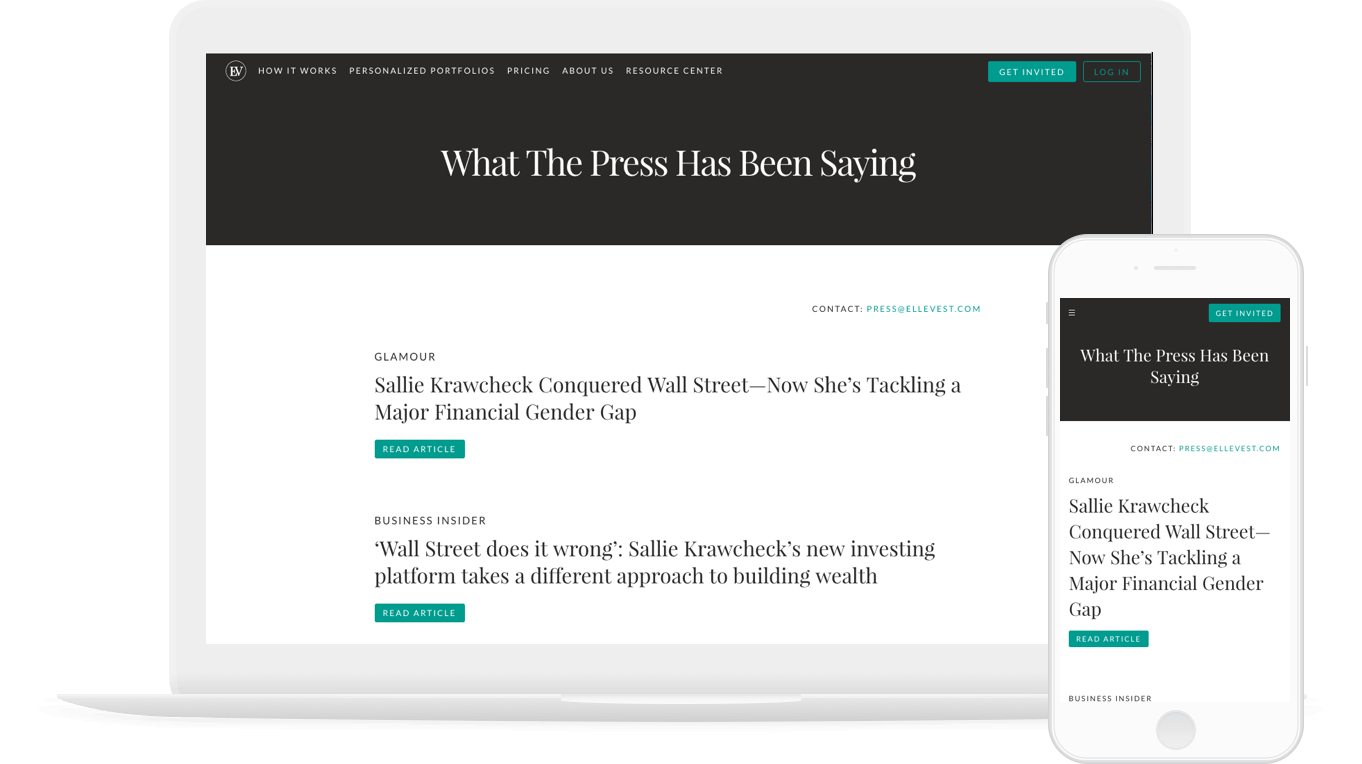 EV HOW IT WORKS PERSONALIZED PORTFOLIOS PRICING ABOUT US RESOURCE CENTER GET INVITED LOG IN
What The Press Has Been Saying
CONTACT: PRESS@ELLEVEST.COM
GLAMOUR
Sallie Krawcheck Conquered Wall Street—Now She’s Tackling a
Major Financial Gender Gap
READ ARTICLE
BUSINESS INSIDER
‘Wall Street does it wrong’: Sallie Krawcheck’s new investing
platform takes a different approach to building wealth
READ ARTICLE
GET INVITED
What The Press Has Been
Saying
CONTACT: PRESS@ELLEVEST.COM
GLAMOUR
Sallie Krawcheck
Conquered Wall Street—
Now She’s Tackling a
Major Financial Gender
Gap
READ ARTICLE
BUSINESS INSIDER